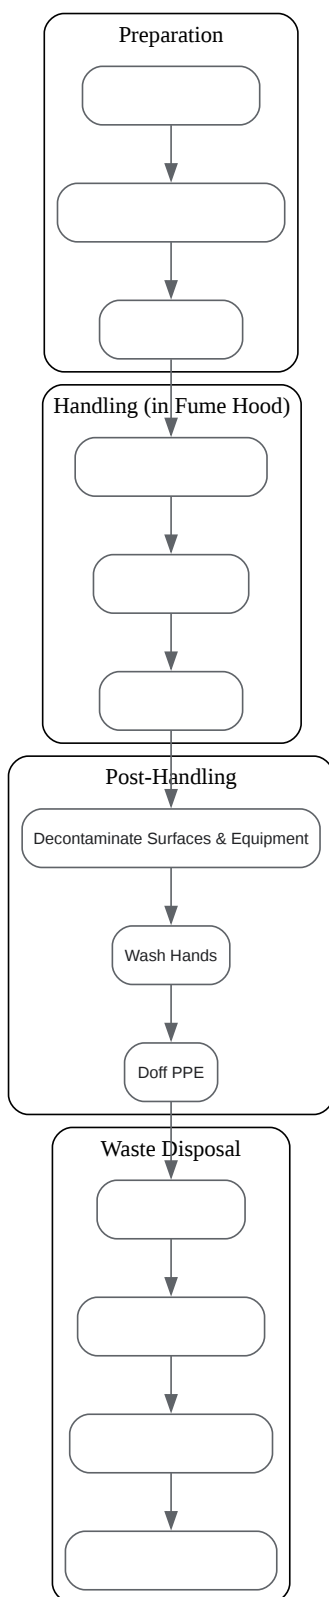 Preparation
Handling (in Fume Hood)
Post-Handling
Decontaminate Surfaces & Equipment
Wash Hands
Doff PPE
Waste Disposal